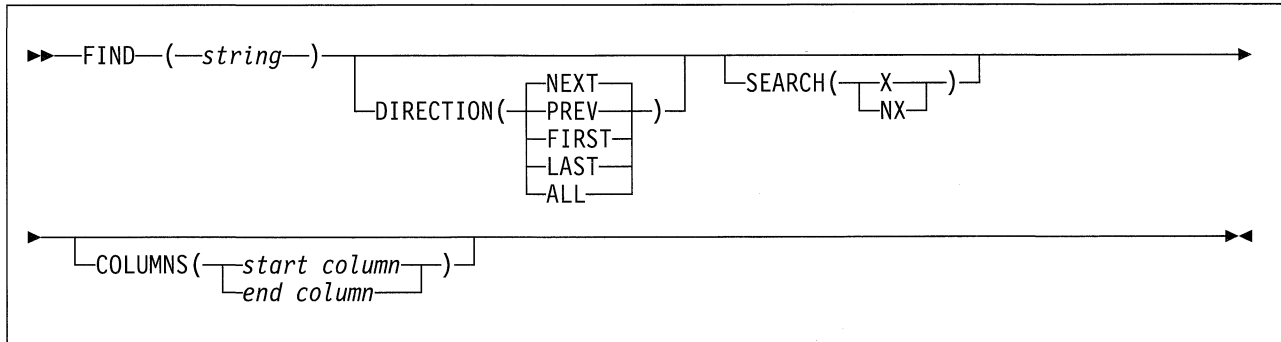 FIND ( string )
DIRECTION( NEXT )
PREV
FIRST
LAST
ALL
SEARCH( X )
NX
COLUMNS( start column )
end column